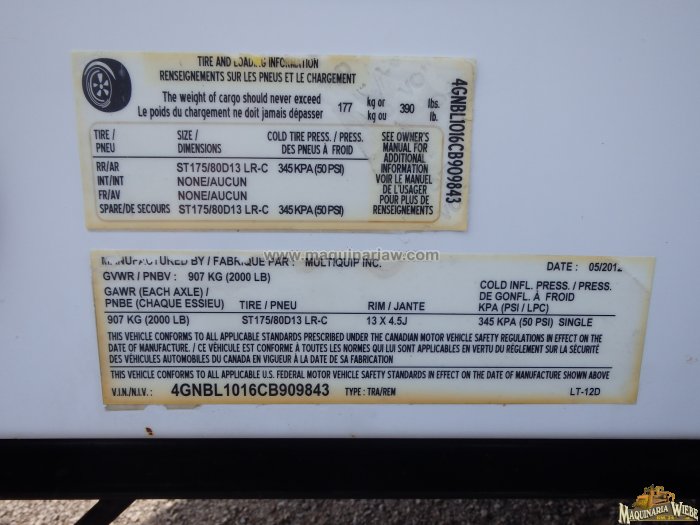 TIRE AND LOADING INFORMATION
RENSEIGNEMENTS SUR LES PNEUS ET LE CHARGEMENT
The weight of cargo should never exceed 177 kg or 390 lbs.
Le poids du chargement ne doit jamais dépasser kg ou lb.
TIRE / SIZE / COLD TIRE PRESS. / PRESS.
PNEU DIMENSIONS DES PNEUS À FROID
RR/AR ST175/80D13 LR-C 345 KPA (50 PSI)
INT/INT NONE/AUCUN
FR/AV NONE/AUCUN
SPARE/DE SECOURS ST175/80D13 LR-C 345 KPA (50 PSI)
SEE OWNER'S
MANUAL FOR
ADDITIONAL
INFORMATION
VOIR LE MANUEL
DE L'USAGER
POUR PLUS DE
RENSEIGNEMENTS
4GNBL1016CB909843
www.maquinariaw.com
MANUFACTURED BY / FABRIQUE PAR : MULTIQUIP INC. DATE : 05/2012
GVWR / PNBV : 907 KG (2000 LB)
GAWR (EACH AXLE) /
PNBE (CHAQUE ESSIEU) TIRE / PNEU RIM / JANTE
COLD INFL. PRESS. / PRESS.
DE GONFL. À FROID
KPA (PSI / LPC)
907 KG (2000 LB) ST175/80D13 LR-C 13 X 4.5J 345 KPA (50 PSI) SINGLE
THIS VEHICLE CONFORMS TO ALL APPLICABLE STANDARDS PRESCRIBED UNDER THE CANADIAN MOTOR VEHICLE SAFETY REGULATIONS IN EFFECT ON THE
DATE OF MANUFACTURE / CE VÉHICULE EST CONFORME À TOUTES LES NORMES QUI LUI SONT APPLICABLES EN VERTU DU RÈGLEMENT SUR LA SÉCURITÉ
DES VÉHICULES AUTOMOBILES DU CANADA EN VIGUEUR À LA DATE DE SA FABRICATION
THIS VEHICLE CONFORMS TO ALL APPLICABLE U.S. FEDERAL MOTOR VEHICLE SAFETY STANDARDS IN EFFECT ON THE DATE OF MANUFACTURE SHOWN ABOVE
V.I.N./N.I.V.: 4GNBL1016CB909843 TYPE : TRA/REM LT-12D
MAQUINARIA WIEBE